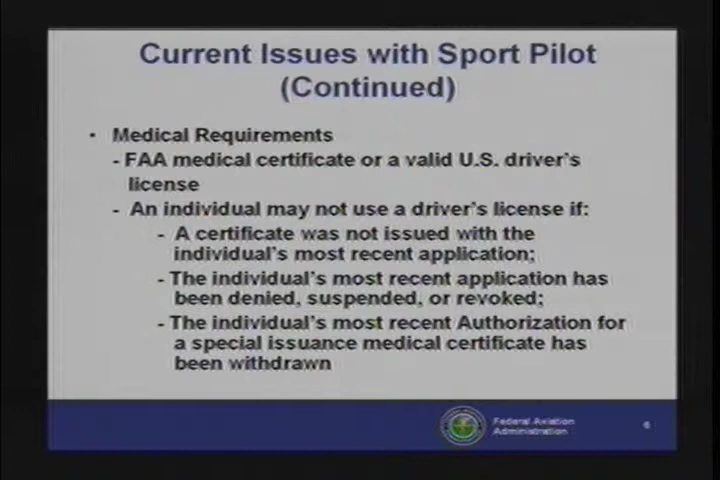 Current Issues with Sport Pilot
(Continued)
• Medical Requirements
- FAA medical certificate or a valid U.S. driver's
license
- An individual may not use a driver's license if:
- A certificate was not issued with the
individual's most recent application;
- The individual's most recent application has
been denied, suspended, or revoked;
- The individual's most recent Authorization for
a special issuance medical certificate has
been withdrawn
Federal Aviation
Administration
6